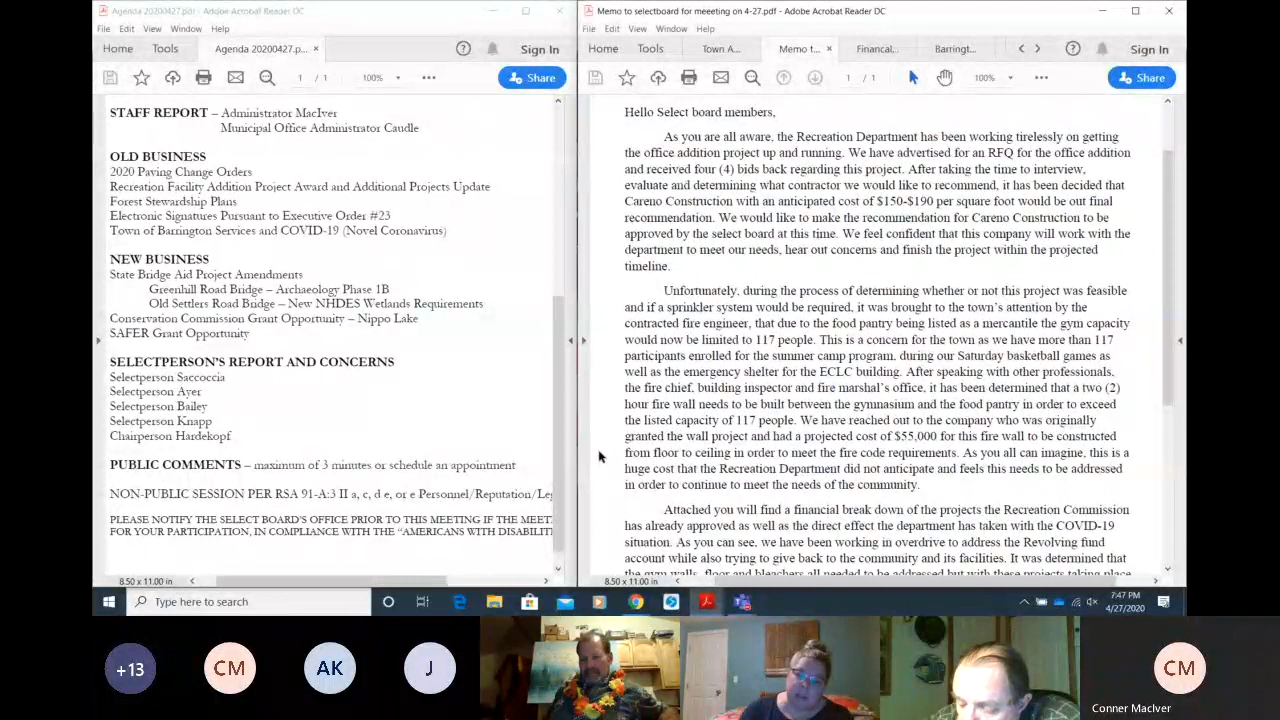 Agenda 20200427.pdf - Adobe Acrobat Reader DC
File Edit View Window Help
Home Tools Agenda 20200427.p... × Sign In
1 / 1 100% Share
STAFF REPORT – Administrator MacIver
Municipal Office Administrator Caudle
OLD BUSINESS
2020 Paving Change Orders
Recreation Facility Addition Project Award and Additional Projects Update
Forest Stewardship Plans
Electronic Signatures Pursuant to Executive Order #23
Town of Barrington Services and COVID-19 (Novel Coronavirus)
NEW BUSINESS
State Bridge Aid Project Amendments
Greenhill Road Bridge – Archaeology Phase 1B
Old Settlers Road Bridge – New NHDES Wetlands Requirements
Conservation Commission Grant Opportunity – Nippo Lake
SAFER Grant Opportunity
SELECTPERSON'S REPORT AND CONCERNS
Selectperson Saccoccia
Selectperson Ayer
Selectperson Bailey
Selectperson Knapp
Chairperson Hardekopf
PUBLIC COMMENTS – maximum of 3 minutes or schedule an appointment
NON-PUBLIC SESSION PER RSA 91-A:3 II a, c, d e, or e Personnel/Reputation/Leg
PLEASE NOTIFY THE SELECT BOARD'S OFFICE PRIOR TO THIS MEETING IF THE MEET
FOR YOUR PARTICIPATION, IN COMPLIANCE WITH THE "AMERICANS WITH DISABILIT
8.50 x 11.00 in
Memo to selectboard for meeeting on 4-27.pdf - Adobe Acrobat Reader DC
File Edit View Window Help
Home Tools Town A... Memo t... × Financial... Barringt... Sign In
1 / 1 100% Share
Hello Select board members,
As you are all aware, the Recreation Department has been working tirelessly on getting
the office addition project up and running. We have advertised for an RFQ for the office addition
and received four (4) bids back regarding this project. After taking the time to interview,
evaluate and determining what contractor we would like to recommend, it has been decided that
Careno Construction with an anticipated cost of $150-$190 per square foot would be out final
recommendation. We would like to make the recommendation for Careno Construction to be
approved by the select board at this time. We feel confident that this company will work with the
department to meet our needs, hear out concerns and finish the project within the projected
timeline.
Unfortunately, during the process of determining whether or not this project was feasible
and if a sprinkler system would be required, it was brought to the town's attention by the
contracted fire engineer, that due to the food pantry being listed as a mercantile the gym capacity
would now be limited to 117 people. This is a concern for the town as we have more than 117
participants enrolled for the summer camp program, during our Saturday basketball games as
well as the emergency shelter for the ECLC building. After speaking with other professionals,
the fire chief, building inspector and fire marshal's office, it has been determined that a two (2)
hour fire wall needs to be built between the gymnasium and the food pantry in order to exceed
the listed capacity of 117 people. We have reached out to the company who was originally
granted the wall project and had a projected cost of $55,000 for this fire wall to be constructed
from floor to ceiling in order to meet the fire code requirements. As you all can imagine, this is a
huge cost that the Recreation Department did not anticipate and feels this needs to be addressed
in order to continue to meet the needs of the community.
Attached you will find a financial break down of the projects the Recreation Commission
has already approved as well as the direct effect the department has taken with the COVID-19
situation. As you can see, we have been working in overdrive to address the Revolving fund
account while also trying to give back to the community and its facilities. It was determined that
the gym walls, floor and bleachers all needed to be addressed but with these projects taking place
8.50 x 11.00 in
Type here to search
7:47 PM
4/27/2020
+13 CM AK J CM
Conner MacIver